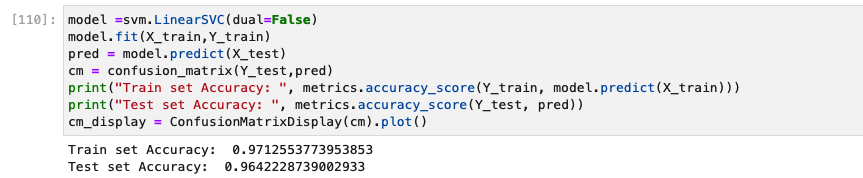 [110]: model =svm.LinearSVC(dual=False)
model.fit(X_train,Y_train)
pred = model.predict(X_test)
cm = confusion_matrix(Y_test,pred)
print("Train set Accuracy: ", metrics.accuracy_score(Y_train, model.predict(X_train)))
print("Test set Accuracy: ", metrics.accuracy_score(Y_test, pred))
cm_display = ConfusionMatrixDisplay(cm).plot()
Train set Accuracy:  0.9712553773953853
Test set Accuracy:  0.9642228739002933